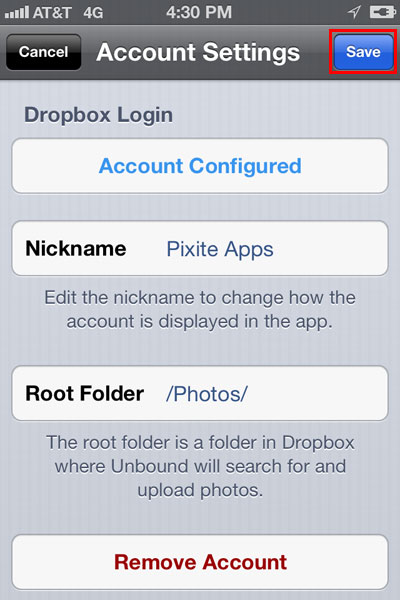 AT&T 4G 4:30 PM
Cancel Account Settings Save
Dropbox Login
Account Configured
Nickname Pixite Apps
Edit the nickname to change how the
account is displayed in the app.
Root Folder /Photos/
The root folder is a folder in Dropbox
where Unbound will search for and
upload photos.
Remove Account